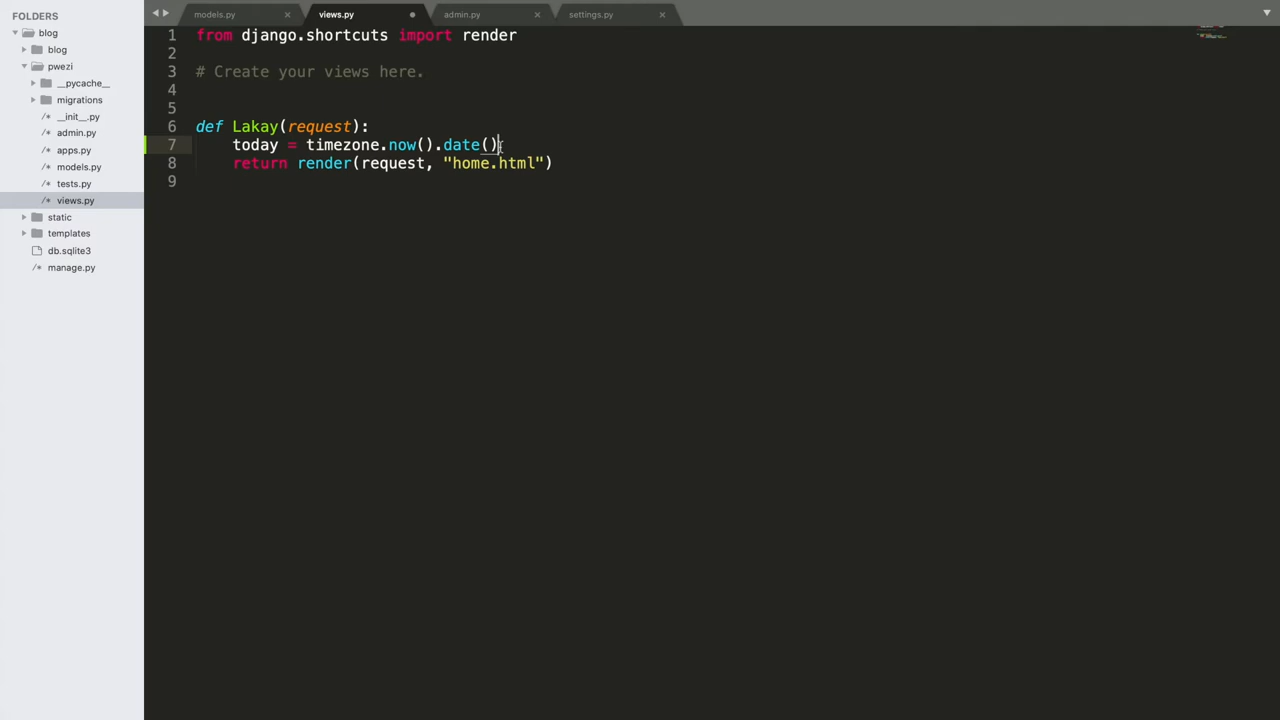 FOLDERS
blog
blog
pwezi
__pycache__
migrations
__init__.py
admin.py
apps.py
models.py
tests.py
views.py
static
templates
db.sqlite3
manage.py
models.py
views.py
admin.py
settings.py
1 from django.shortcuts import render
2
3 # Create your views here.
4
5
6 def Lakay(request):
7 today = timezone.now().date()
8 return render(request, "home.html")
9